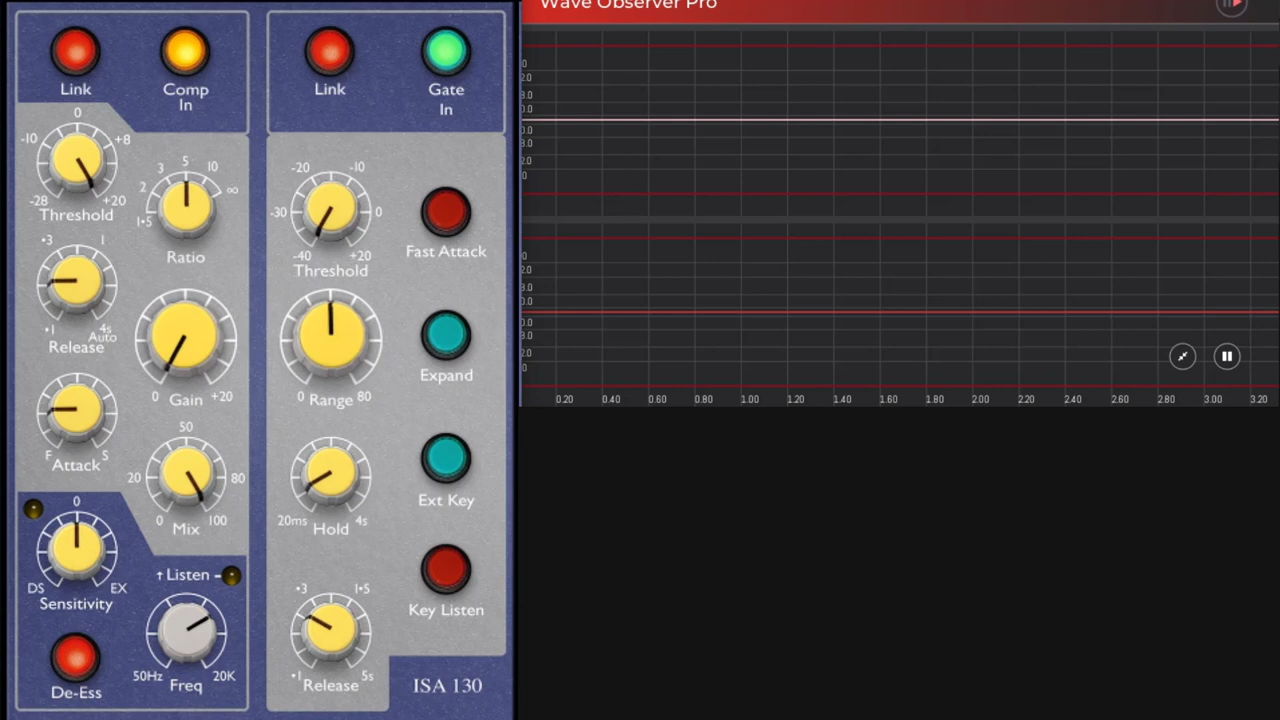 Wave Observer Pro
Link
Comp
In
Link
Gate
In
0
-10
+8
-28
+20
Threshold
3
5
10
2
∞
1•5
Ratio
-20
-10
-30
0
-40
+20
Threshold
Fast Attack
•3
1
•1
4s
Auto
Release
0
Gain
+20
0
Range
80
Expand
F
S
Attack
50
20
80
0
Mix
100
20ms
Hold
4s
Ext Key
0
DS
EX
Sensitivity
↑ Listen
50Hz
Freq
20K
De-Ess
•3
1•5
•1
Release
5s
Key Listen
ISA 130
0.20 0.40 0.60 0.80 1.00 1.20 1.40 1.60 1.80 2.00 2.20 2.40 2.60 2.80 3.00 3.20